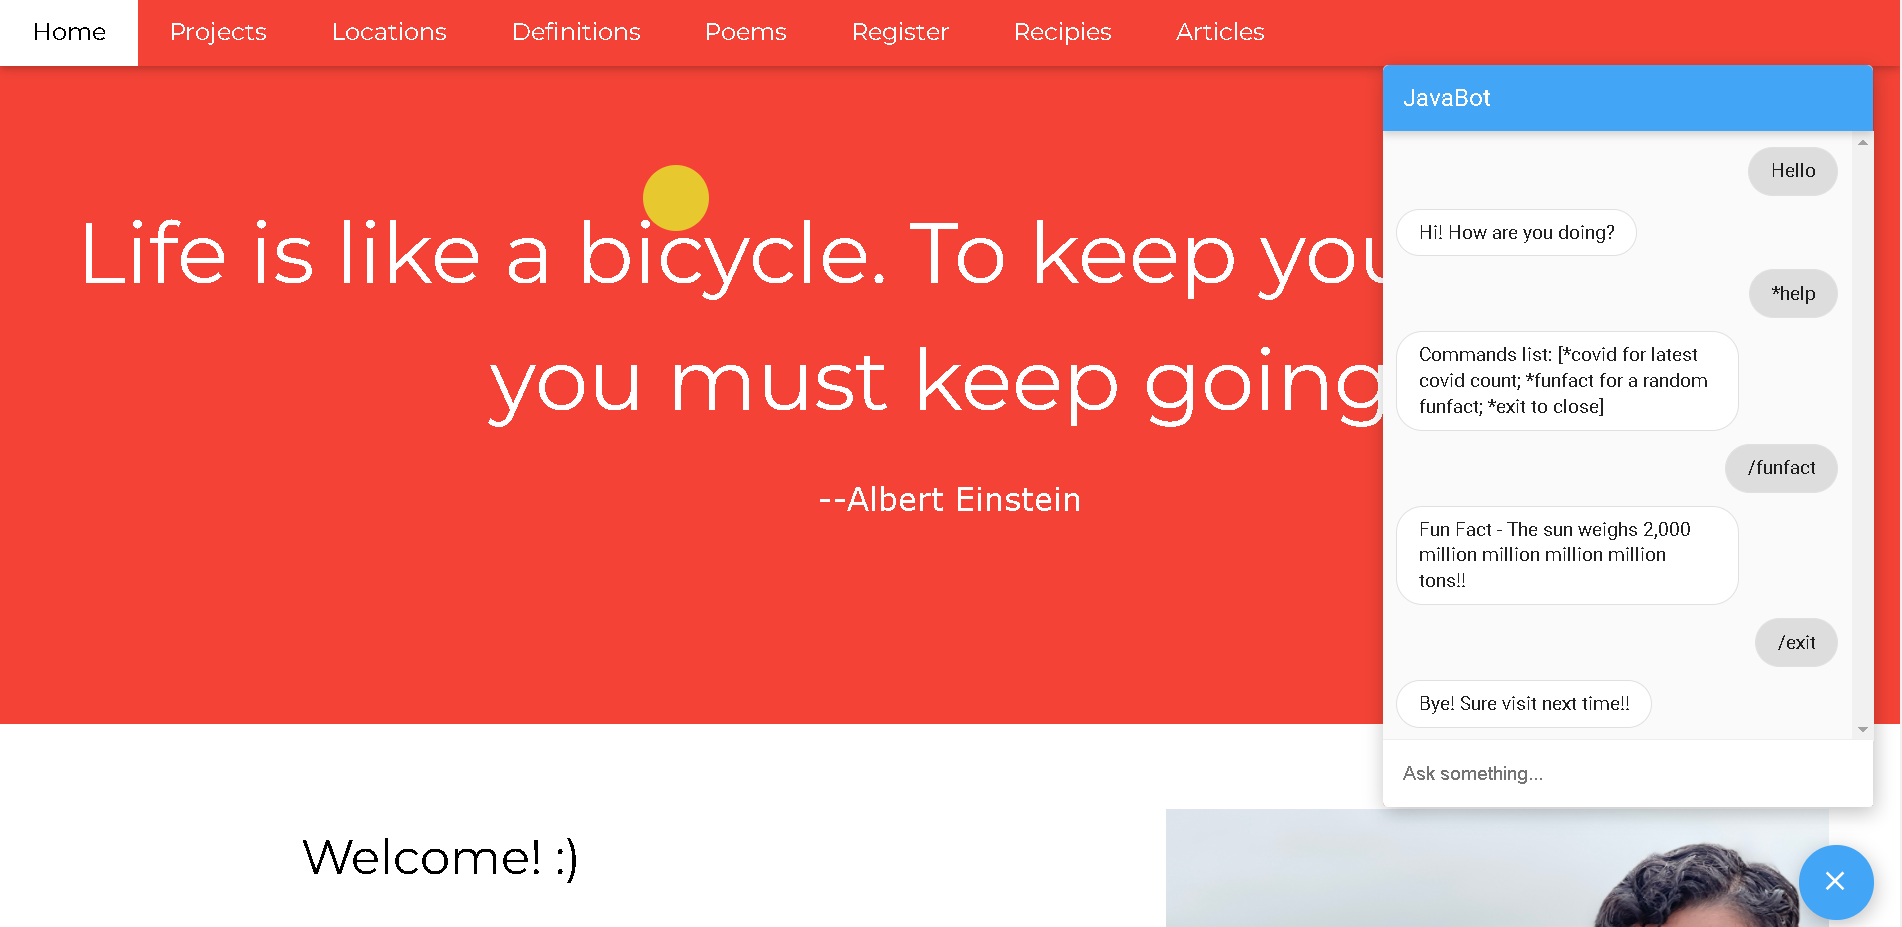 Home Projects Locations Definitions Poems Register Recipies Articles
Life is like a bicycle. To keep you
you must keep going
--Albert Einstein
Welcome! :)
JavaBot
Hello
Hi! How are you doing?
*help
Commands list: [*covid for latest
covid count; *funfact for a random
funfact; *exit to close]
/funfact
Fun Fact - The sun weighs 2,000
million million million million
tons!!
/exit
Bye! Sure visit next time!!
Ask something...